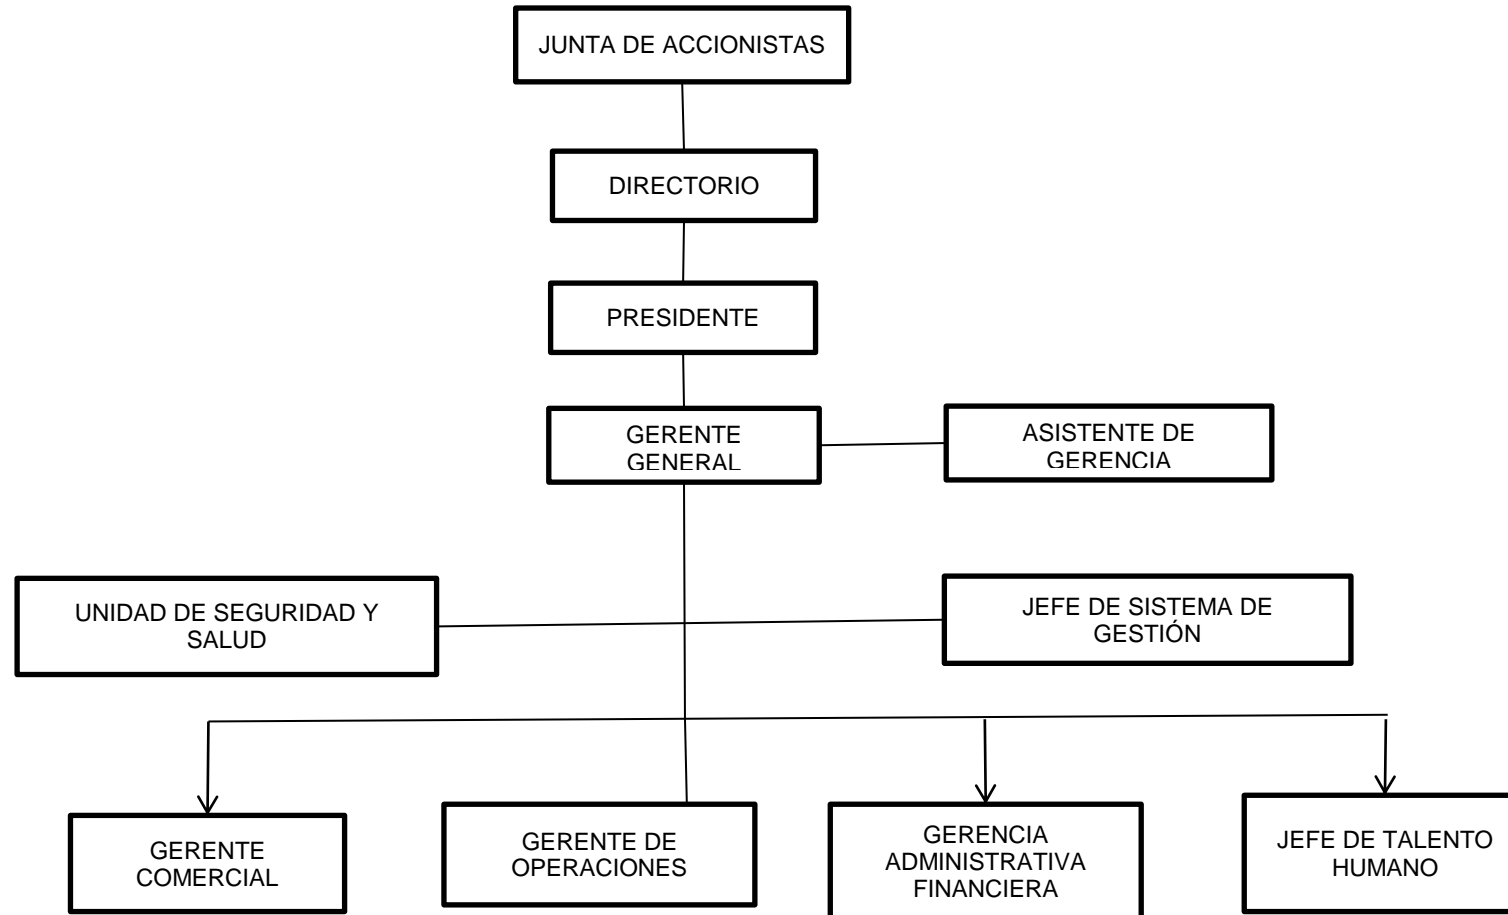 JUNTA DE ACCIONISTAS
DIRECTORIO
PRESIDENTE
GERENTE
GENERAL
ASISTENTE DE
GERENCIA
UNIDAD DE SEGURIDAD Y
SALUD
JEFE DE SISTEMA DE
GESTIÓN
GERENTE
COMERCIAL
GERENTE DE
OPERACIONES
GERENCIA
ADMINISTRATIVA
FINANCIERA
JEFE DE TALENTO
HUMANO